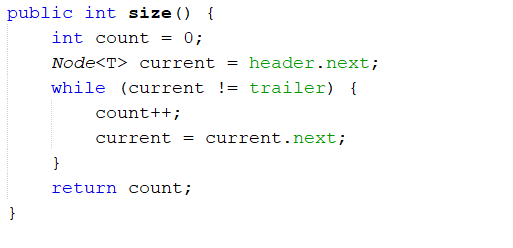 public int size() {
    int count = 0;
    Node<T> current = header.next;
    while (current != trailer) {
        count++;
        current = current.next;
    }
    return count;
}